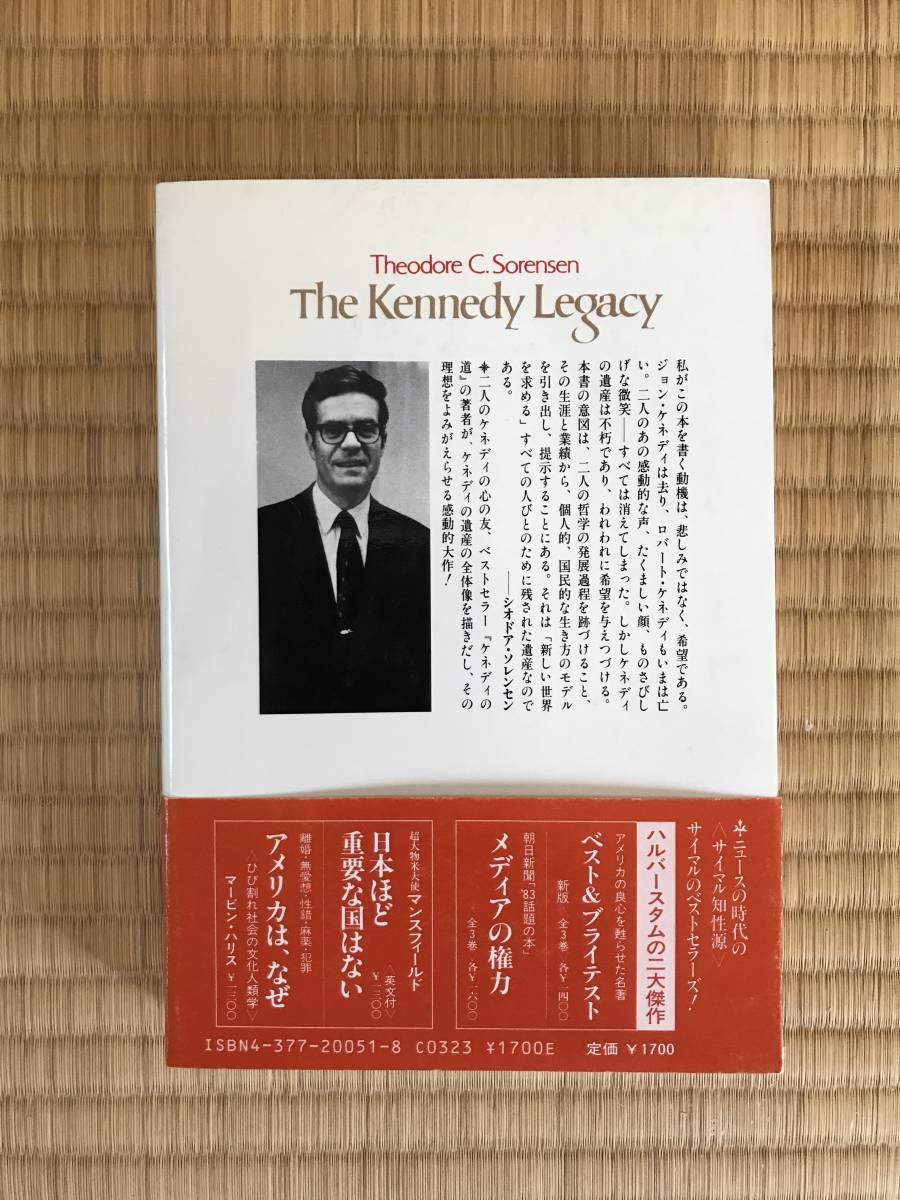 Theodore C. Sorensen
The Kennedy Legacy
私がこの本を書く動機は、悲しみではなく、希望である。
ジョン・ケネディは去り、ロバート・ケネディもいまは亡
い。二人のあの感動的な声、たくましい顔、ものさびし
げな微笑——すべては消えてしまった。しかしケネディ
の遺産は不朽であり、われわれに希望を与えつづける。
本書の意図は、二人の哲学の発展過程を跡づけること、
その生涯と業績から、個人的、国民的な生き方のモデル
を引き出し、提示することにある。それは「新しい世界
を求める」すべての人びとのために残された遺産なので
ある。
——シオドア・ソレンセン
✦二人のケネディの心の友、ベストセラー『ケネディの
道』の著者が、ケネディの遺産の全体像を描きだし、その
理想をよみがえらせる感動的大作！
✦ニュースの時代の
〈サイマル知性源〉
サイマルのベストセラーズ！
ハルバースタムの二大傑作
アメリカの良心を甦らせた名著
ベスト&ブライテスト
新版 全3巻・各￥一四〇〇
朝日新聞「'83話題の本」
メディアの権力
全3巻・各￥一六〇〇
超大物米大使 マンスフィールド
日本ほど
重要な国はない
〈英文付〉
￥一三〇〇
離婚・無愛想・性錯・麻薬・犯罪
アメリカは、なぜ
〈ひび割れ社会の文化人類学〉
マービン・ハリス ￥一三〇〇
ISBN4-377-20051-8 C0323 ¥1700E 定価 ￥1700